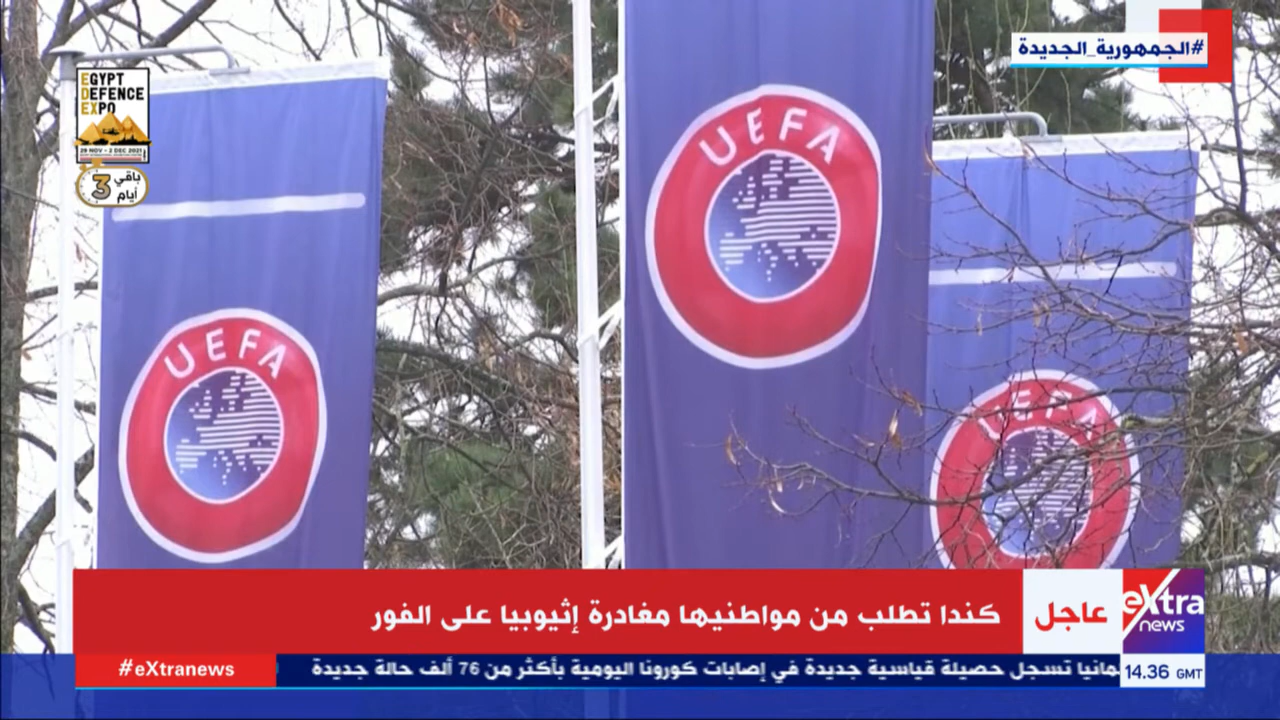 #الجمهورية_الجديدة
EGYPT
DEFENCE
EXPO
29 NOV - 2 DEC 2021
باقي
3
أيام
UEFA
UEFA
UEFA
عاجل
كندا تطلب من مواطنيها مغادرة إثيوبيا على الفور
eXtra
news
#eXtranews
مانيا تسجل حصيلة قياسية جديدة في إصابات كورونا اليومية بأكثر من 76 ألف حالة جديدة
14.36 GMT